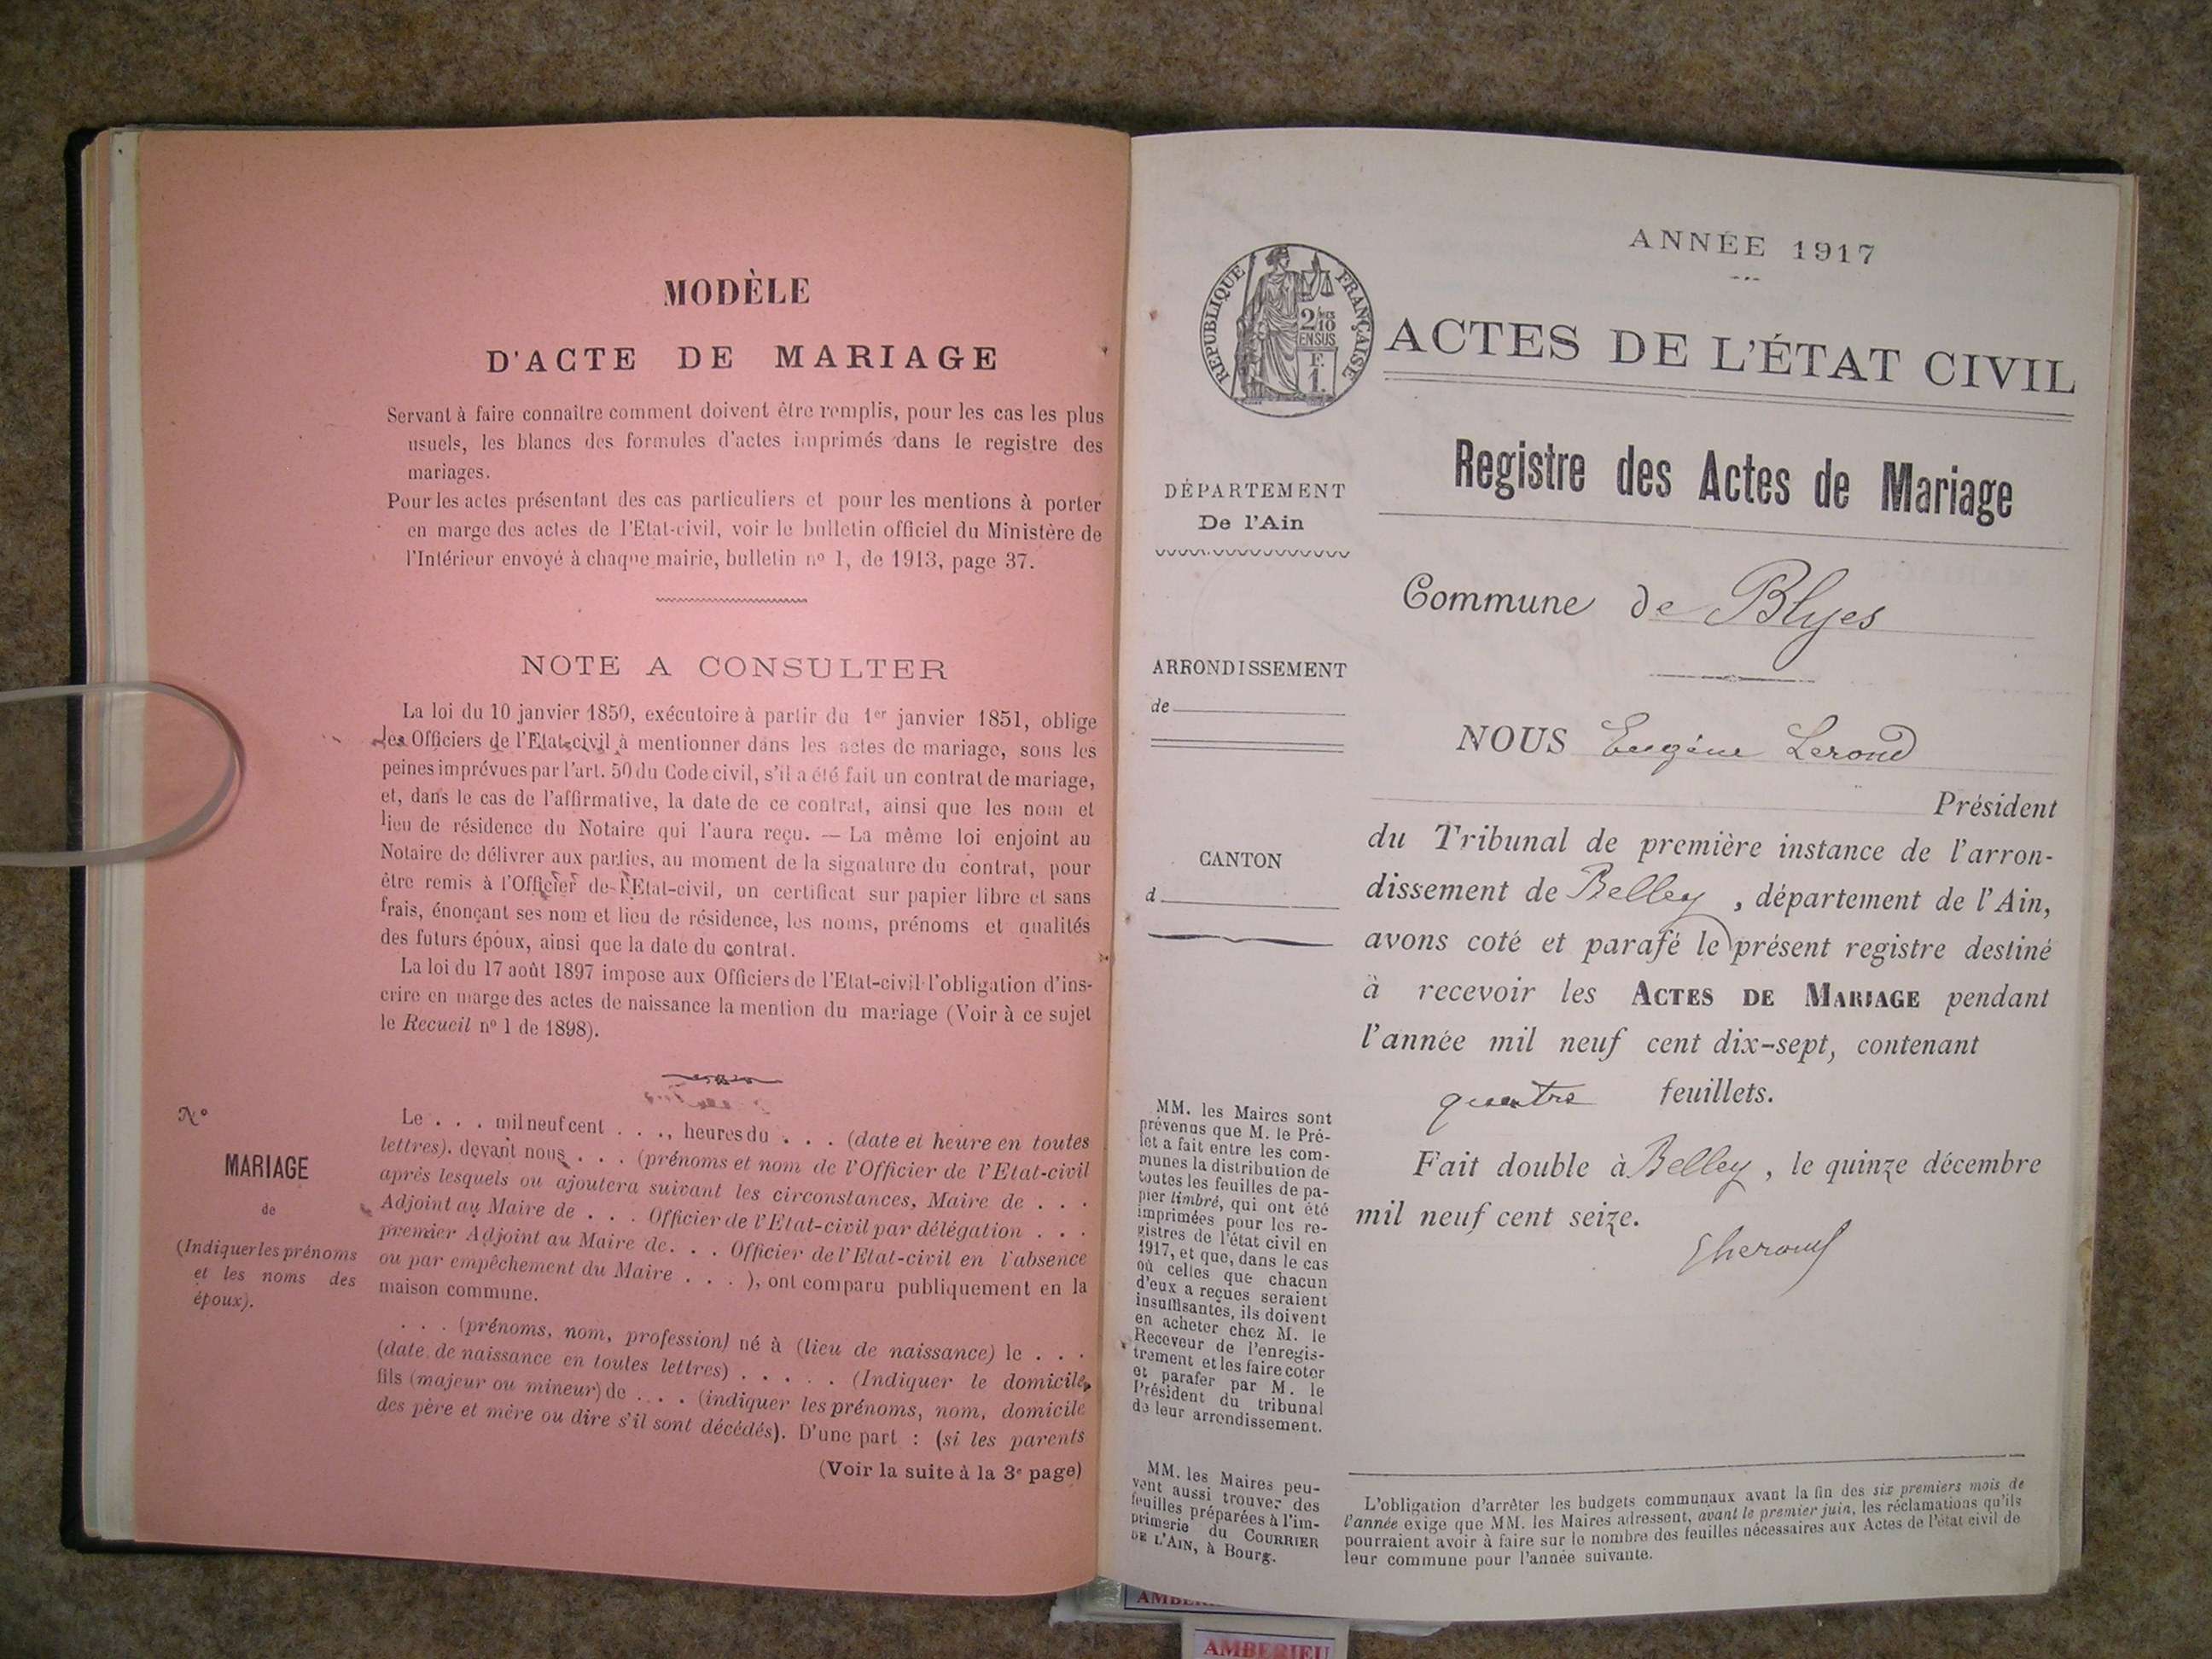 MODÈLE
D'ACTE DE MARIAGE
Servant à faire connaître comment doivent être remplis, pour les cas les plus
usuels, les blancs des formules d'actes imprimés dans le registre des
mariages.
Pour les actes présentant des cas particuliers et pour les mentions à porter
en marge des actes de l'Etat-civil, voir le bulletin officiel du Ministère de
l'Intérieur envoyé à chaque mairie, bulletin nº 1, de 1913, page 37.
NOTE A CONSULTER
La loi du 10 janvier 1850, exécutoire à partir du 1er janvier 1851, oblige
les Officiers de l'Etat-civil à mentionner dans les actes de mariage, sous les
peines imprévues par l'art. 50 du Code civil, s'il a été fait un contrat de mariage,
et, dans le cas de l'affirmative, la date de ce contrat, ainsi que les nom et
lieu de résidence du Notaire qui l'aura reçu. — La même loi enjoint au
Notaire de délivrer aux parties, au moment de la signature du contrat, pour
être remis à l'Officier de l'Etat-civil, un certificat sur papier libre et sans
frais, énonçant ses nom et lieu de résidence, les noms, prénoms et qualités
des futurs époux, ainsi que la date du contrat.
La loi du 17 août 1897 impose aux Officiers de l'Etat-civil l'obligation d'ins-
crire en marge des actes de naissance la mention du mariage (Voir à ce sujet
le Recueil nº 1 de 1898).
Nº
MARIAGE
de
(Indiquer les prénoms
et les noms des
époux).
Le . . . mil neuf cent . . ., heures du . . . (date et heure en toutes
lettres). devant nous . . . (prénoms et nom de l'Officier de l'Etat-civil
après lesquels on ajoutera suivant les circonstances, Maire de . . .
Adjoint au Maire de . . . Officier de l'Etat-civil par délégation . . .
premier Adjoint au Maire de. . . Officier de l'Etat-civil en l'absence
ou par empêchement du Maire . . . ), ont comparu publiquement en la
maison commune.
. . . (prénoms, nom, profession) né à (lieu de naissance) le . . .
(date de naissance en toutes lettres) . . . . . (Indiquer le domicile,
fils (majeur ou mineur) de . . . (indiquer les prénoms, nom, domicile
des père et mère ou dire s'il sont décédés). D'une part : (si les parents
(Voir la suite à la 3e page)
ANNÉE 1917
REPUBLIQUE FRANÇAISE
2/10 EN SUS
F. 1.
ACTES DE L'ÉTAT CIVIL
Registre des Actes de Mariage
DÉPARTEMENT
De l'Ain
Commune de Blyes
ARRONDISSEMENT
de
NOUS Eugène Lerond
Président
du Tribunal de première instance de l'arron-
dissement de Belley, département de l'Ain,
avons coté et parafé le présent registre destiné
à recevoir les ACTES DE MARIAGE pendant
l'année mil neuf cent dix-sept, contenant
quatre feuillets.
Fait double à Belley, le quinze décembre
mil neuf cent seize.
CANTON
d
MM. les Maires sont
prévenus que M. le Pré-
fet a fait entre les com-
munes la distribution de
toutes les feuilles de pa-
pier timbré, qui ont été
imprimées pour les re-
gistres de l'état civil en
1917, et que, dans le cas
où celles que chacun
d'eux a reçues seraient
insuffisantes, ils doivent
en acheter chez M. le
Receveur de l'enregis-
trement et les faire coter
et parafer par M. le
Président du tribunal
de leur arrondissement.
MM. les Maires peu-
vent aussi trouver des
feuilles préparées à l'im-
primerie du COURRIER
DE L'AIN, à Bourg.
L'obligation d'arrêter les budgets communaux avant la fin des six premiers mois de
l'année exige que MM. les Maires adressent, avant le premier juin, les réclamations qu'ils
pourraient avoir à faire sur le nombre des feuilles nécessaires aux Actes de l'état civil de
leur commune pour l'année suivante.
AMBERIEU